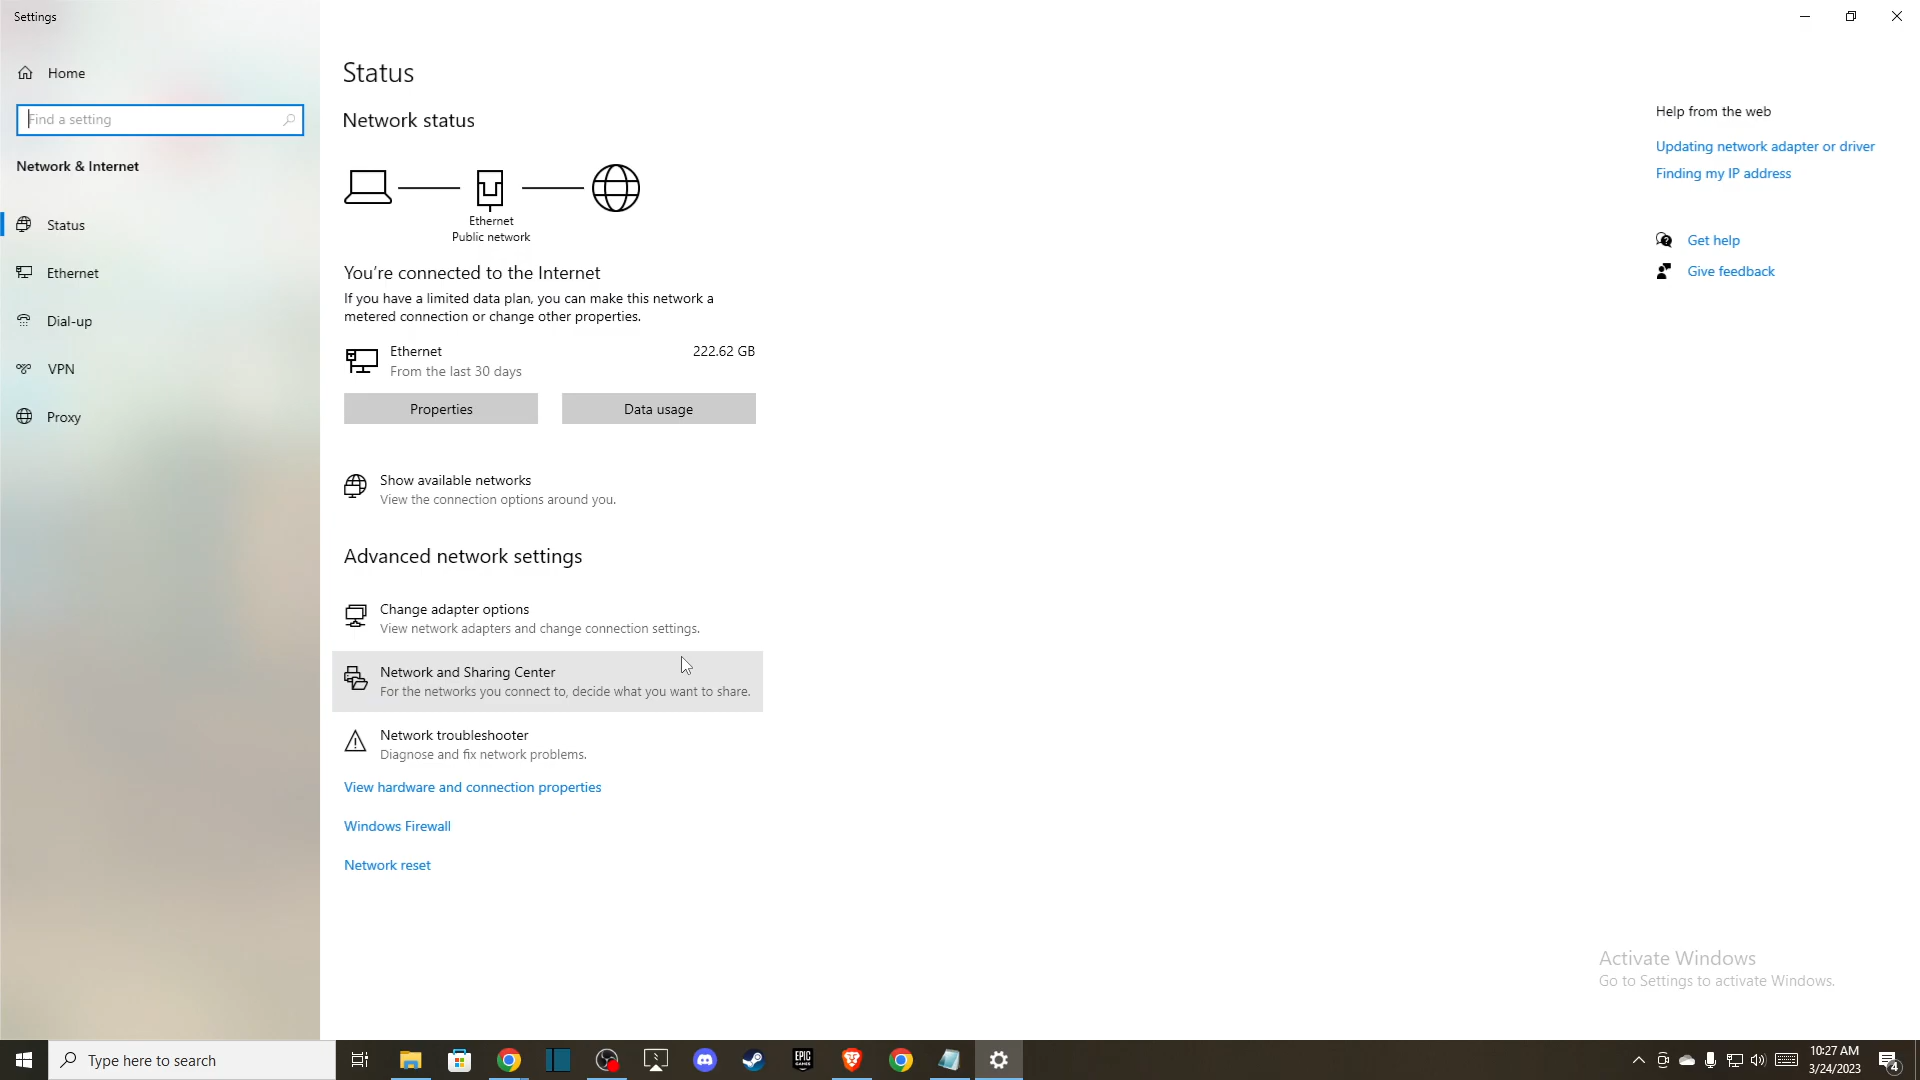 Settings
Home
Find a setting
Network & Internet
Status
Ethernet
Dial-up
VPN
Proxy
Status
Network status
Ethernet
Public network
You're connected to the Internet
If you have a limited data plan, you can make this network a
metered connection or change other properties.
Ethernet
222.62 GB
From the last 30 days
Properties
Data usage
Show available networks
View the connection options around you.
Advanced network settings
Change adapter options
View network adapters and change connection settings.
Network and Sharing Center
For the networks you connect to, decide what you want to share.
Network troubleshooter
Diagnose and fix network problems.
View hardware and connection properties
Windows Firewall
Network reset
Help from the web
Updating network adapter or driver
Finding my IP address
Get help
Give feedback
Activate Windows
Go to Settings to activate Windows.
Type here to search
EPIC
GAMES
10:27 AM
3/24/2023
4